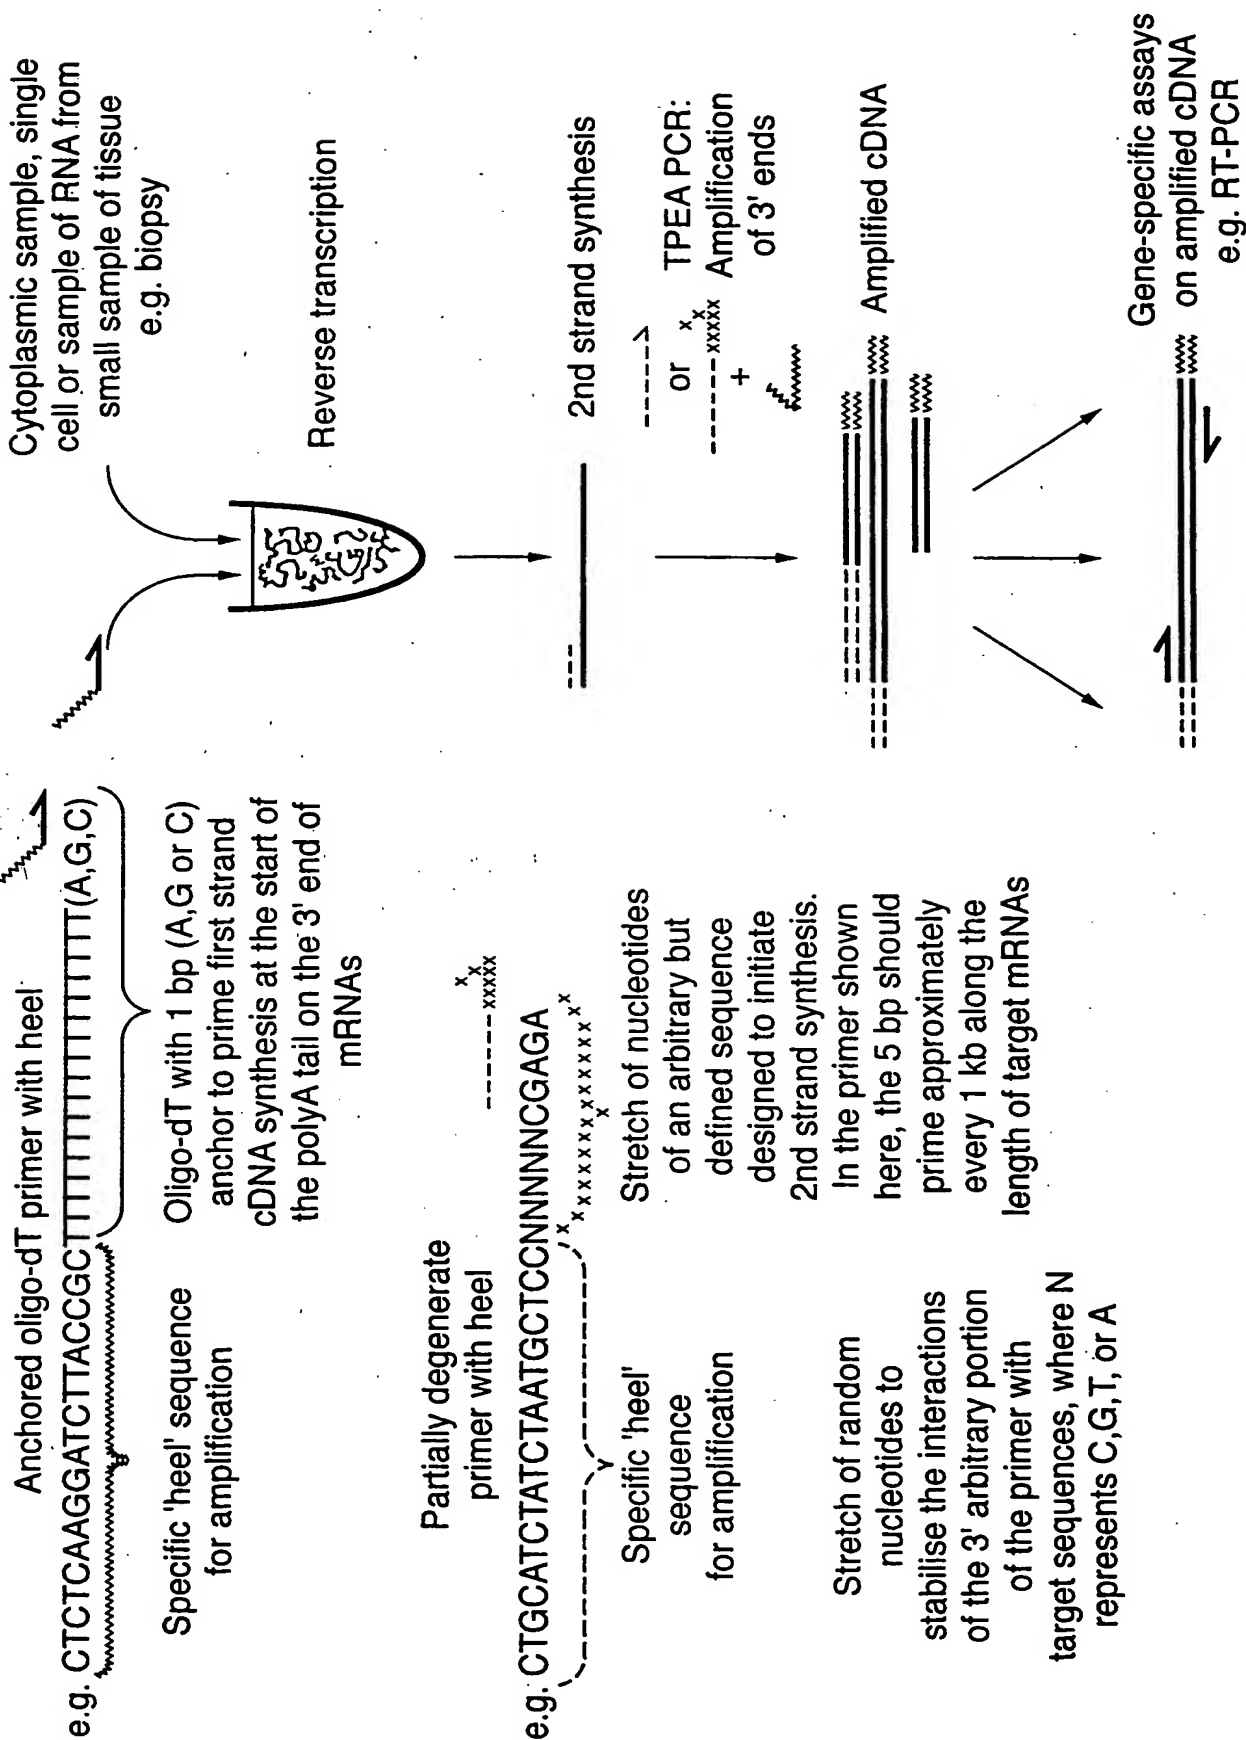 Anchored oligo-dT primer with heel
e.g. CTCTCAAGGATCTTACCGCTTTTTTTTTTTTTTTTTT(A,G,C)
Specific 'heel' sequence
for amplification
Oligo-dT with 1 bp (A,G or C)
anchor to prime first strand
cDNA synthesis at the start of
the polyA tail on the 3' end of
mRNAs
Partially degenerate
primer with heel
e.g. CTGCATCTATCTAATGCTCCNNNNNCGAGA
Specific 'heel'
sequence
for amplification
Stretch of nucleotides
of an arbitrary but
defined sequence
designed to initiate
2nd strand synthesis.
In the primer shown
here, the 5 bp should
prime approximately
every 1 kb along the
length of target mRNAs
Stretch of random
nucleotides to
stabilise the interactions
of the 3' arbitrary portion
of the primer with
target sequences, where N
represents C,G,T, or A
Cytoplasmic sample, single
cell or sample of RNA from
small sample of tissue
e.g. biopsy
Reverse transcription
2nd strand synthesis
or
+
TPEA PCR:
Amplification
of 3' ends
Amplified cDNA
Gene-specific assays
on amplified cDNA
e.g. RT-PCR